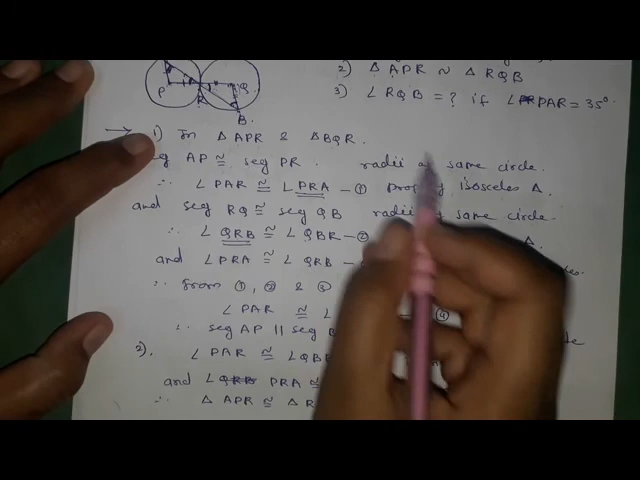 P
R
Q
B
2) Δ APR ~ Δ RQB
3) ∠ RQB = ? if ∠ PAR = 35°
→ 1) In Δ APR & Δ BQR.
seg AP ≅ seg PR. radii of same circle.
∴ ∠ PAR ≅ ∠ PRA — ① isosceles Δ.
and seg RQ ≅ seg QB radii of same circle.
∴ ∠ QRB ≅ ∠ QBR — ② Δ.
and ∠ PRA ≅ ∠ QRB —
∴ from ①, ② & ③
∠ PAR ≅ ∠ ④
∴ seg AP || seg
2). ∠ PAR ≅ ∠ QBR
and ∠ PRA ≅
∴ Δ APR ≅ Δ R